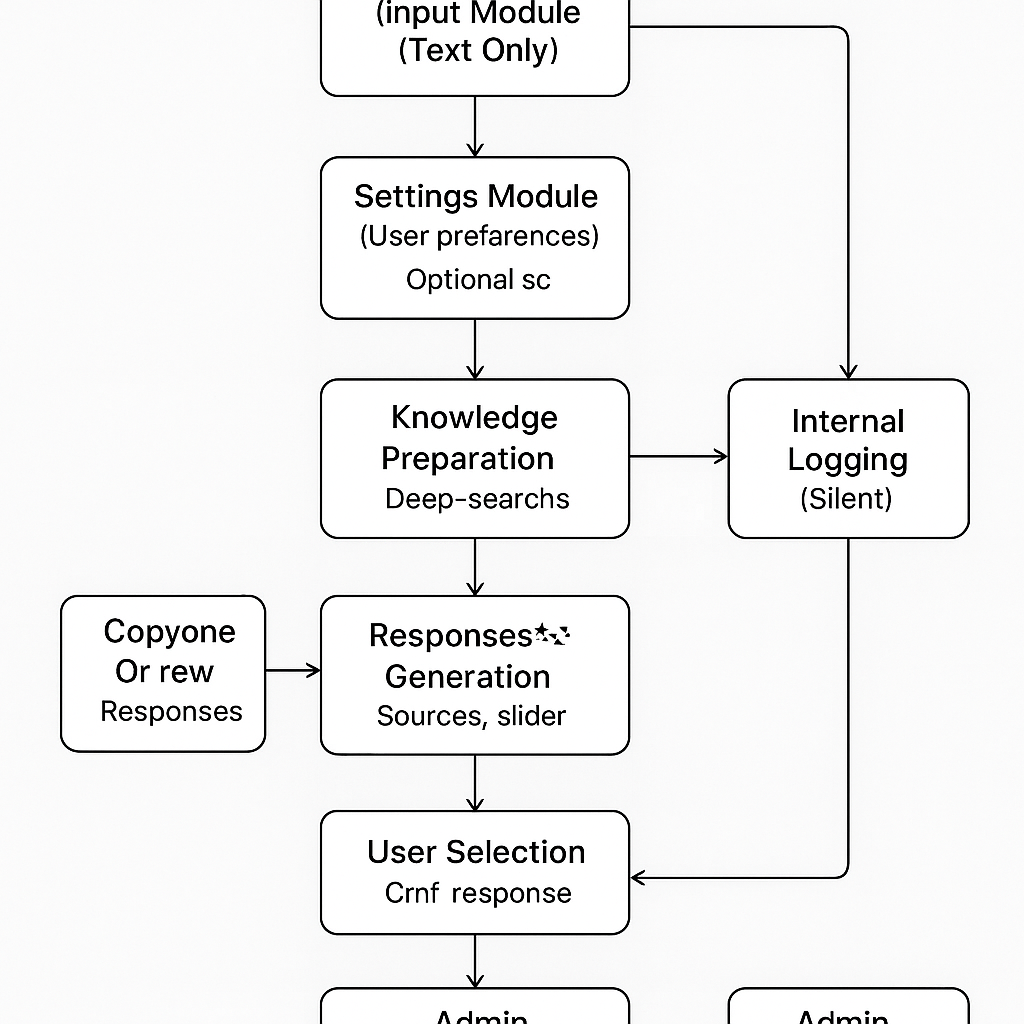 (input Module
(Text Only)
Settings Module
(User prefarences)
Optional sc
Knowledge
Preparation
Deep-searchs
Internal
Logging
(Silent)
Copyone
Or rew
Responses
Responses
Generation
Sources, slider
User Selection
Crnf response
Admin
Admin